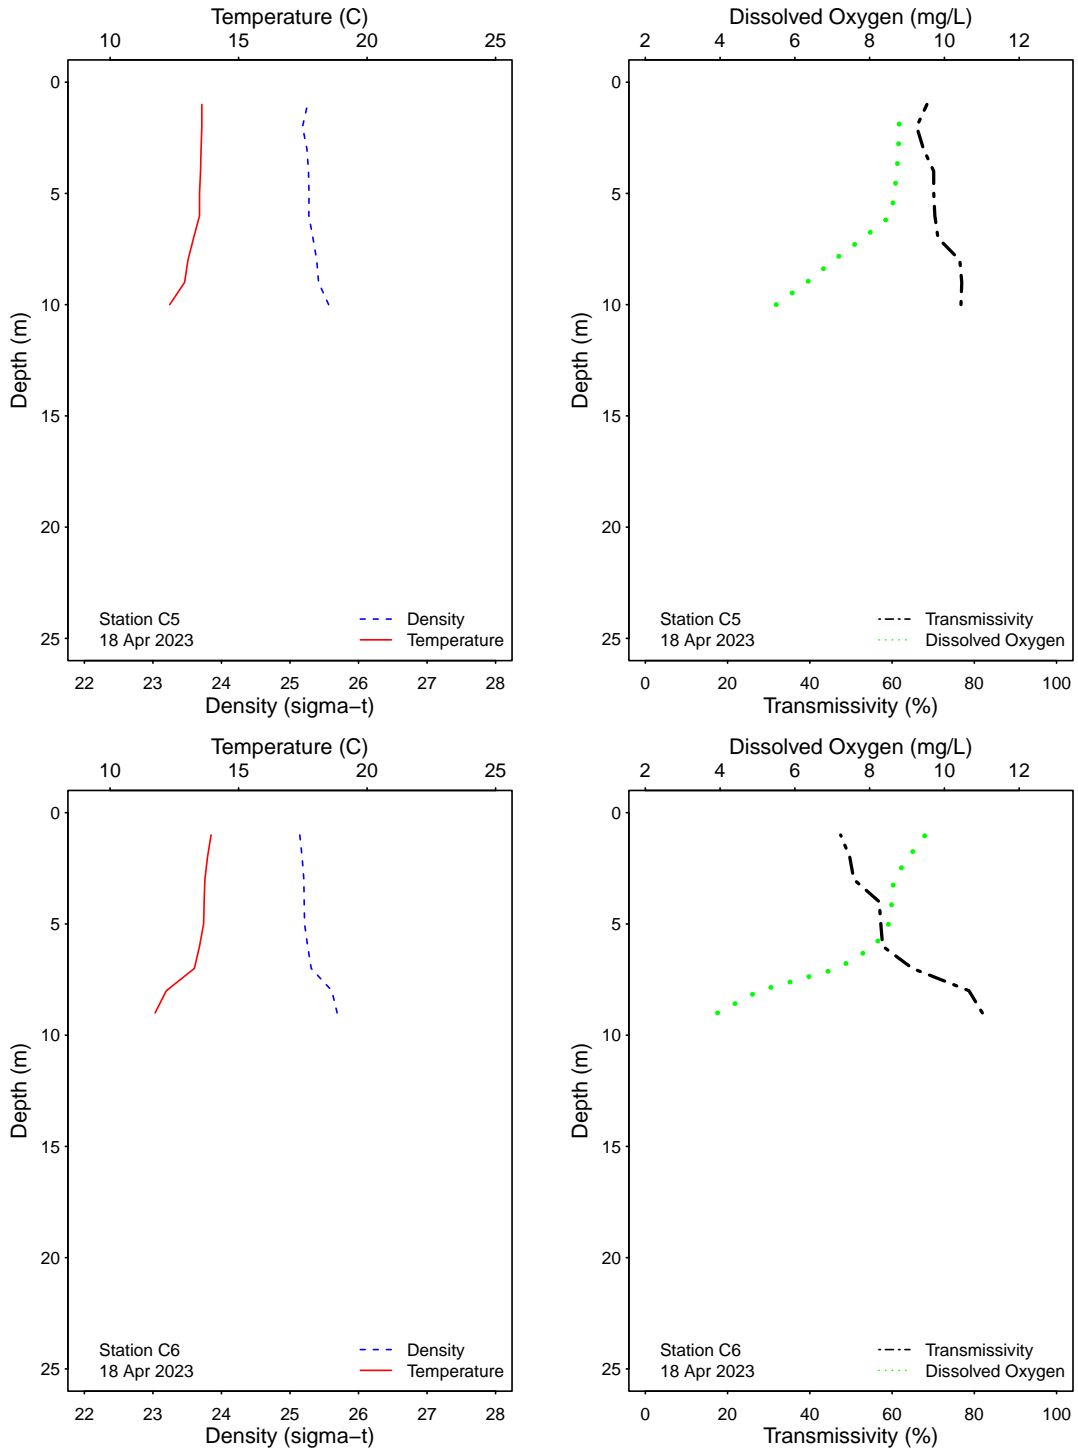 Temperature (C)
10 15 20 25
0
5
10
15
20
25
Depth (m)
Station C5
18 Apr 2023
Density
Temperature
22 23 24 25 26 27 28
Density (sigma−t)
Dissolved Oxygen (mg/L)
2 4 6 8 10 12
0
5
10
15
20
25
Depth (m)
Station C5
18 Apr 2023
Transmissivity
Dissolved Oxygen
0 20 40 60 80 100
Transmissivity (%)
Temperature (C)
10 15 20 25
0
5
10
15
20
25
Depth (m)
Station C6
18 Apr 2023
Density
Temperature
22 23 24 25 26 27 28
Density (sigma−t)
Dissolved Oxygen (mg/L)
2 4 6 8 10 12
0
5
10
15
20
25
Depth (m)
Station C6
18 Apr 2023
Transmissivity
Dissolved Oxygen
0 20 40 60 80 100
Transmissivity (%)